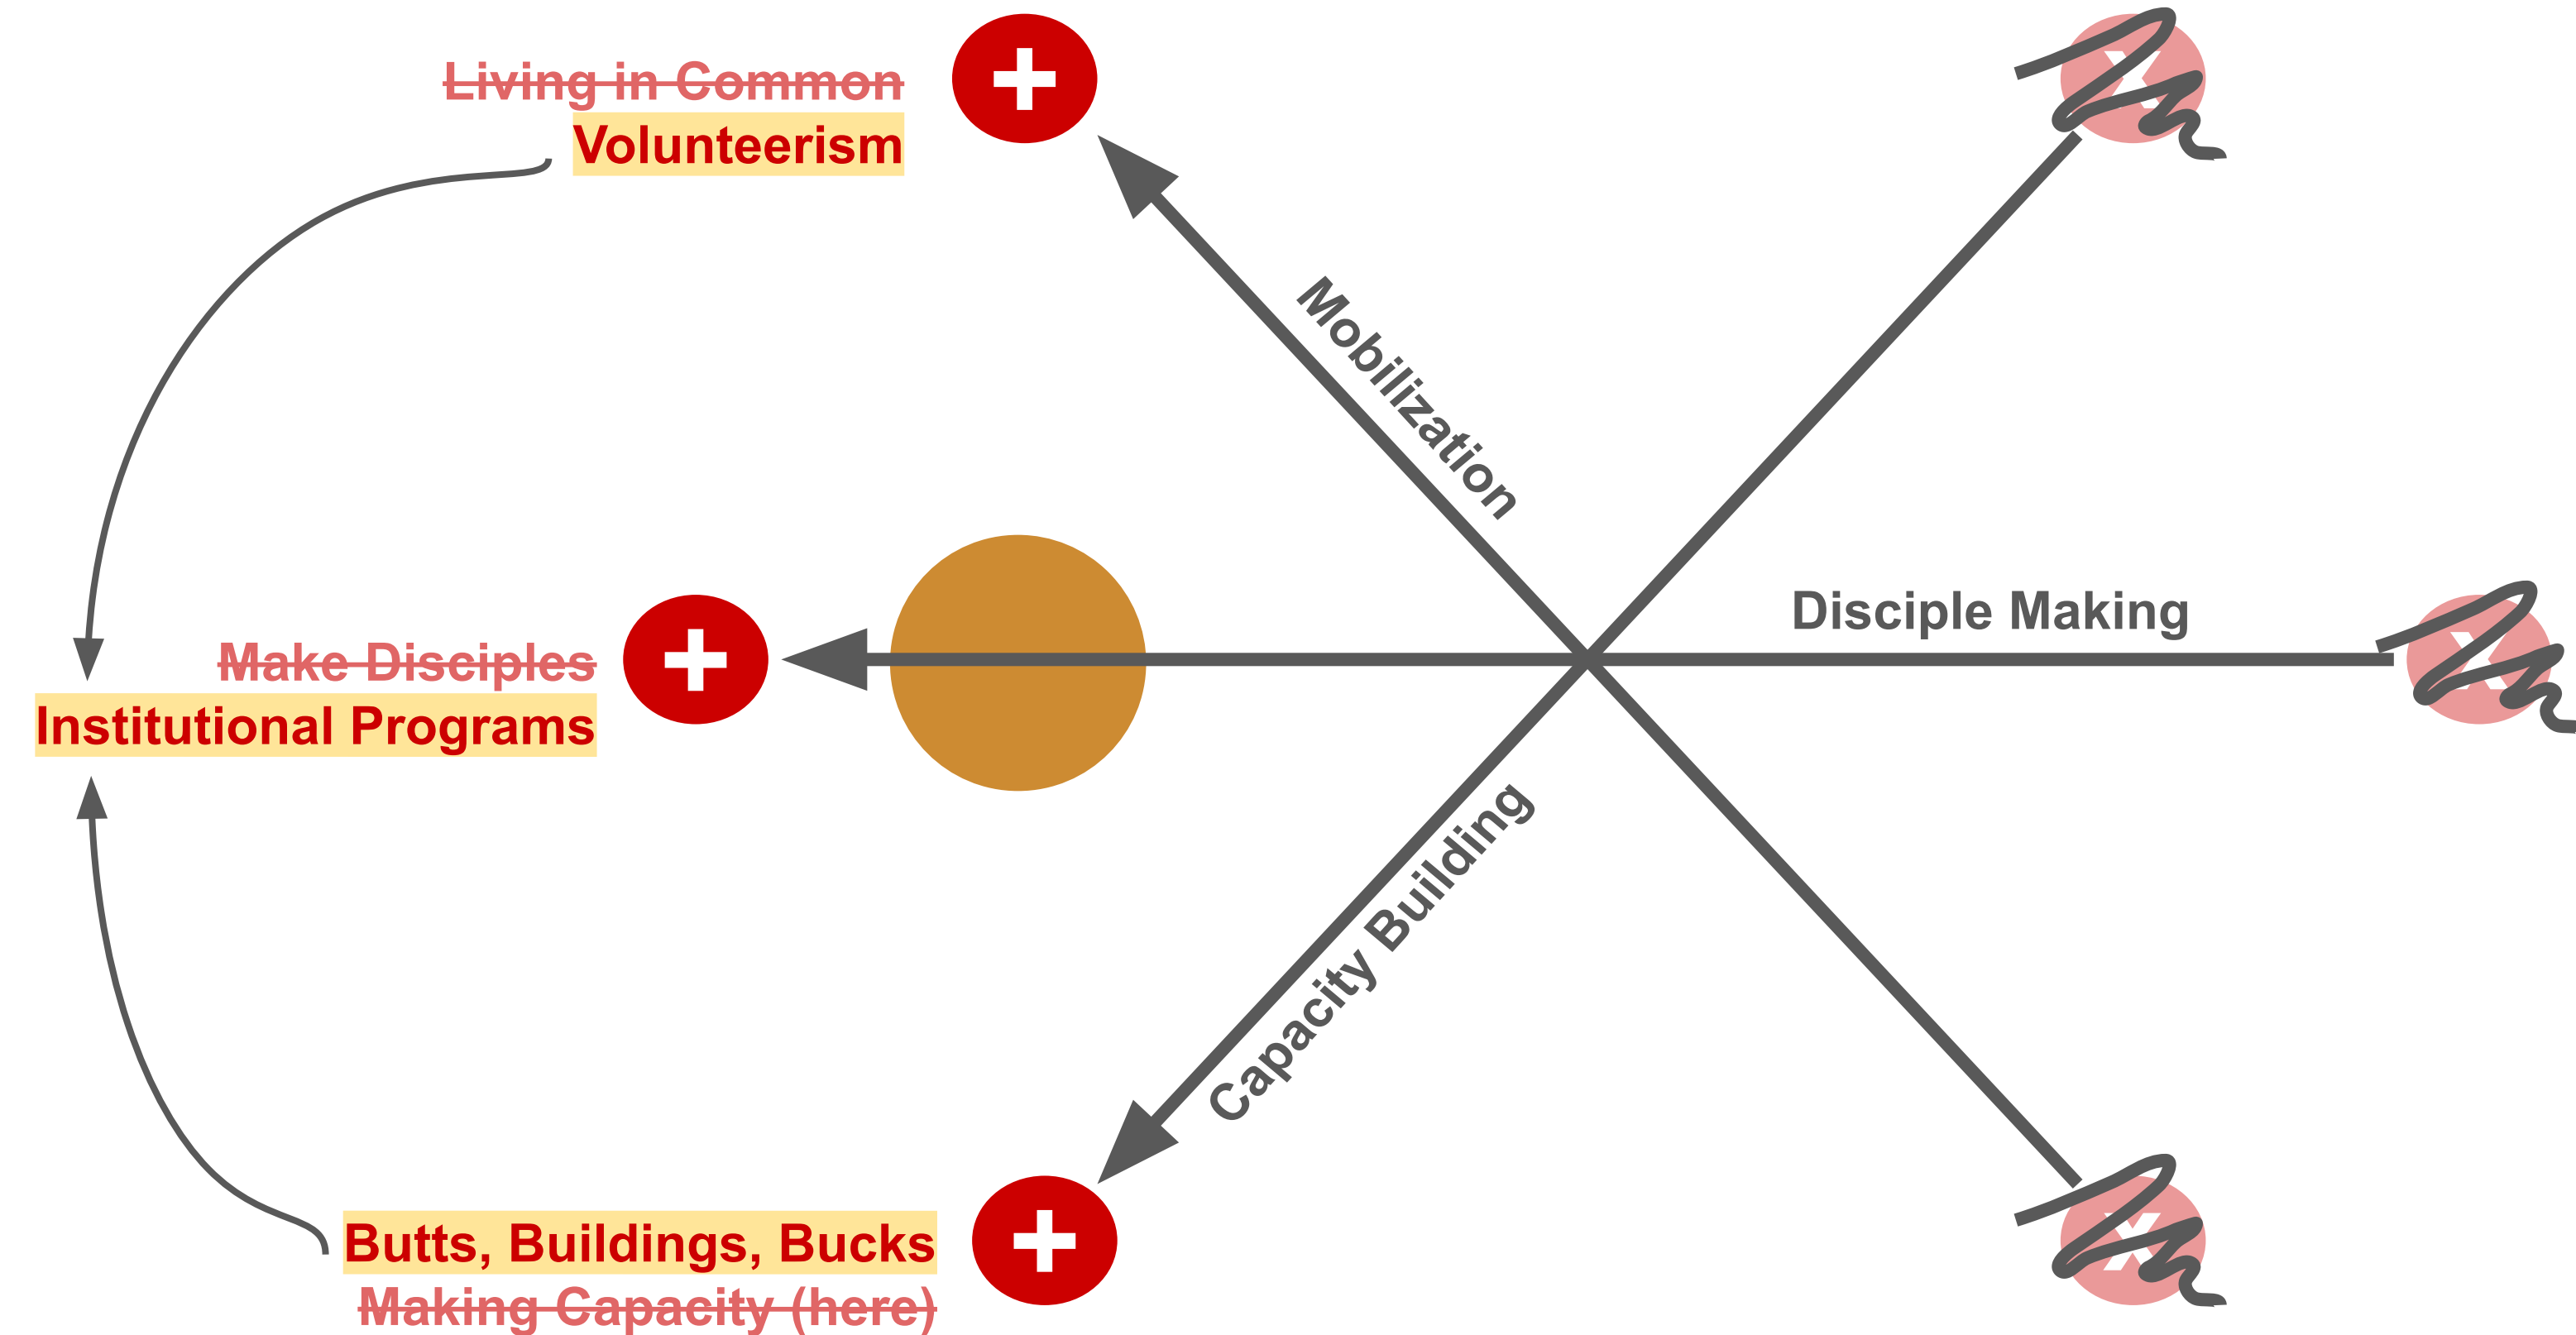 Living in Common
Volunteerism
Mobilization
Disciple Making
Make Disciples
Institutional Programs
Capacity Building
Butts, Buildings, Bucks
Making Capacity (here)